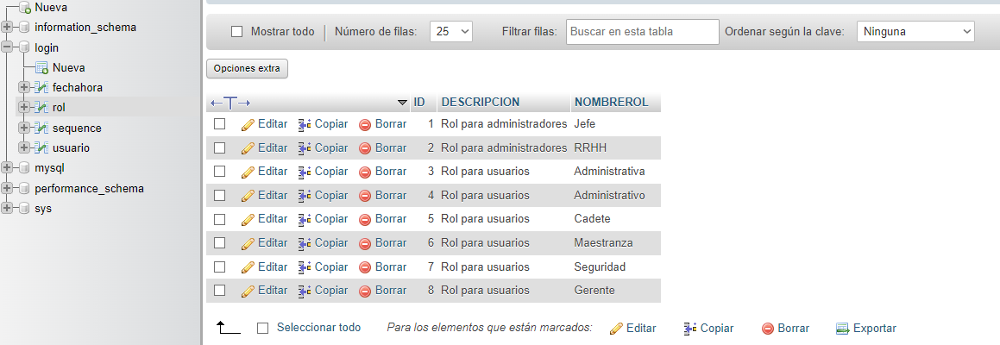 Nueva
information_schema
login
Nueva
fechahora
rol
sequence
usuario
mysql
performance_schema
sys
Mostrar todo Número de filas: 25 Filtrar filas: Buscar en esta tabla Ordenar según la clave: Ninguna
Opciones extra
ID DESCRIPCION NOMBREROL
Editar Copiar Borrar 1 Rol para administradores Jefe
Editar Copiar Borrar 2 Rol para administradores RRHH
Editar Copiar Borrar 3 Rol para usuarios Administrativa
Editar Copiar Borrar 4 Rol para usuarios Administrativo
Editar Copiar Borrar 5 Rol para usuarios Cadete
Editar Copiar Borrar 6 Rol para usuarios Maestranza
Editar Copiar Borrar 7 Rol para usuarios Seguridad
Editar Copiar Borrar 8 Rol para usuarios Gerente
Seleccionar todo Para los elementos que están marcados: Editar Copiar Borrar Exportar